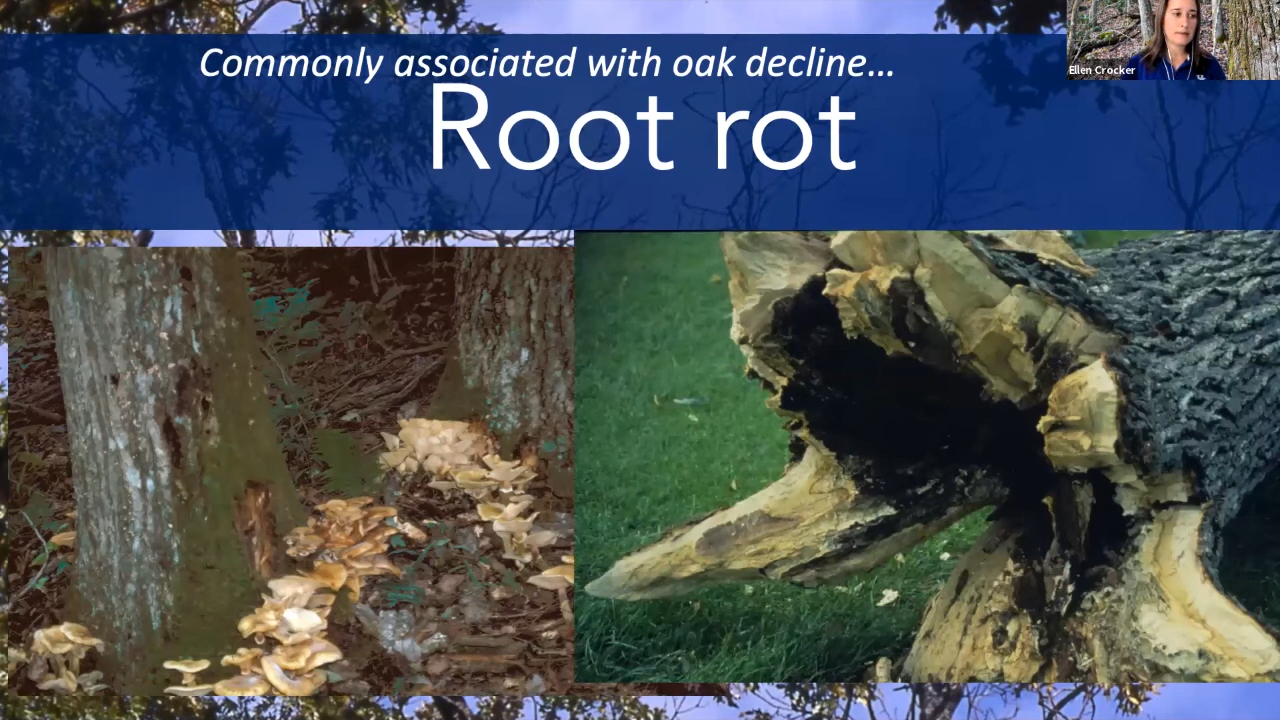 Commonly associated with oak decline...
Root rot
Ellen Crocker